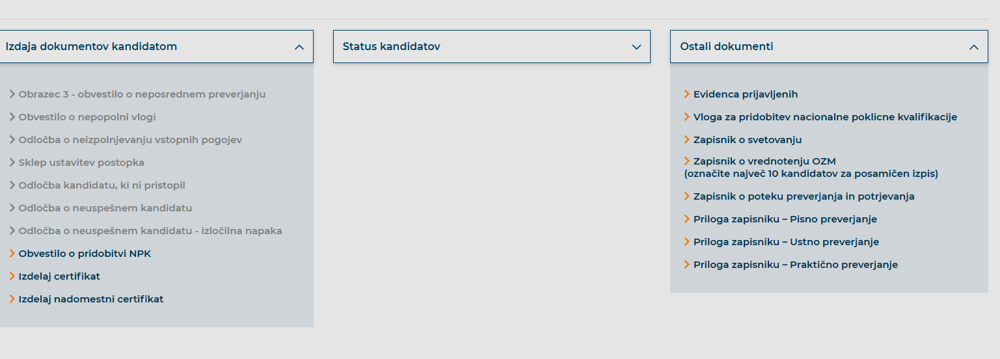 Izdaja dokumentov kandidatom
Obrazec 3 - obvestilo o neposrednem preverjanju
Obvestilo o nepopolni vlogi
Odločba o neizpolnjevanju vstopnih pogojev
Sklep ustavitev postopka
Odločba kandidatu, ki ni pristopil
Odločba o neuspešnem kandidatu
Odločba o neuspešnem kandidatu - izločilna napaka
Obvestilo o pridobitvi NPK
Izdelaj certifikat
Izdelaj nadomestni certifikat
Status kandidatov
Ostali dokumenti
Evidenca prijavljenih
Vloga za pridobitev nacionalne poklicne kvalifikacije
Zapisnik o svetovanju
Zapisnik o vrednotenju OZM
(označite največ 10 kandidatov za posamičen izpis)
Zapisnik o poteku preverjanja in potrjevanja
Priloga zapisniku – Pisno preverjanje
Priloga zapisniku – Ustno preverjanje
Priloga zapisniku – Praktično preverjanje